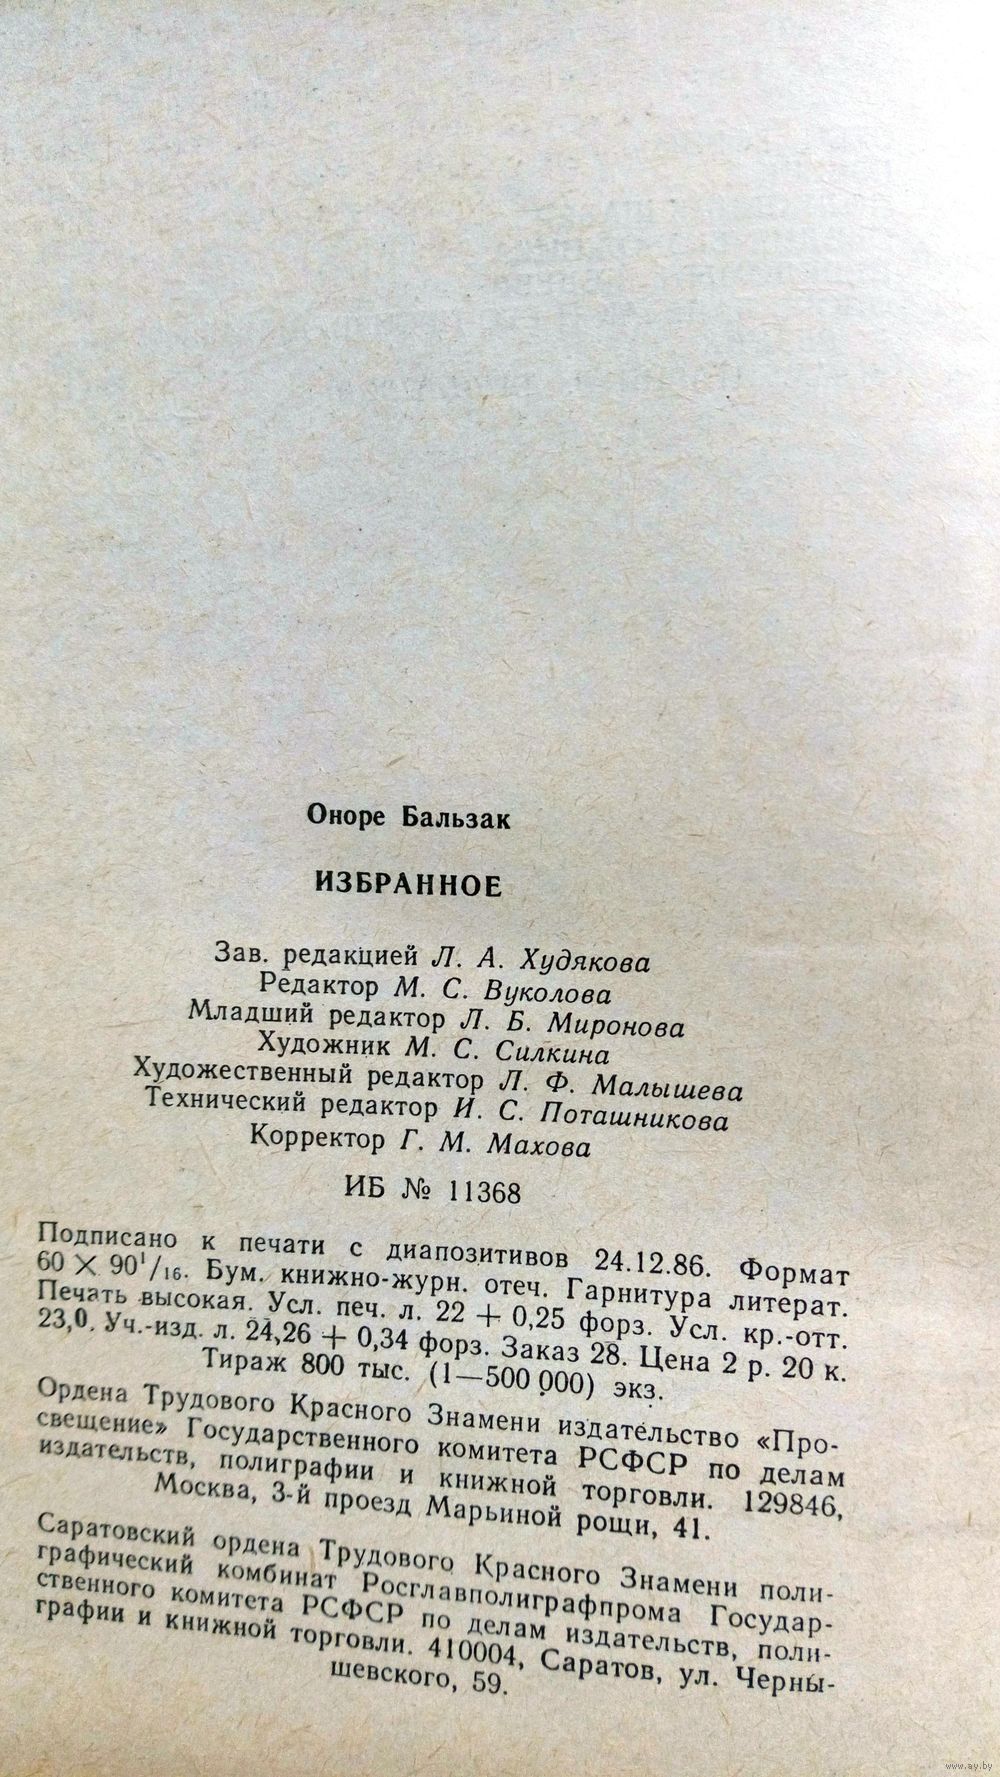 Оноре Бальзак
ИЗБРАННОЕ
Зав. редакцией Л. А. Худякова
Редактор М. С. Вуколова
Младший редактор Л. Б. Миронова
Художник М. С. Силкина
Художественный редактор Л. Ф. Малышева
Технический редактор И. С. Поташникова
Корректор Г. М. Махова
ИБ № 11368
Подписано к печати с диапозитивов 24.12.86. Формат
60 × 90¹/₁₆. Бум. книжно-журн. отеч. Гарнитура литерат.
Печать высокая. Усл. печ. л. 22 + 0,25 форз. Усл. кр.-отт.
23,0. Уч.-изд. л. 24,26 + 0,34 форз. Заказ 28. Цена 2 р. 20 к.
Тираж 800 тыс. (1—500 000) экз.
Ордена Трудового Красного Знамени издательство «Про-
свещение» Государственного комитета РСФСР по делам
издательств, полиграфии и книжной торговли. 129846,
Москва, 3-й проезд Марьиной рощи, 41.
Саратовский ордена Трудового Красного Знамени поли-
графический комбинат Росглавполиграфпрома Государ-
ственного комитета РСФСР по делам издательств, поли-
графии и книжной торговли. 410004, Саратов, ул. Черны-
шевского, 59.
www.ay.by